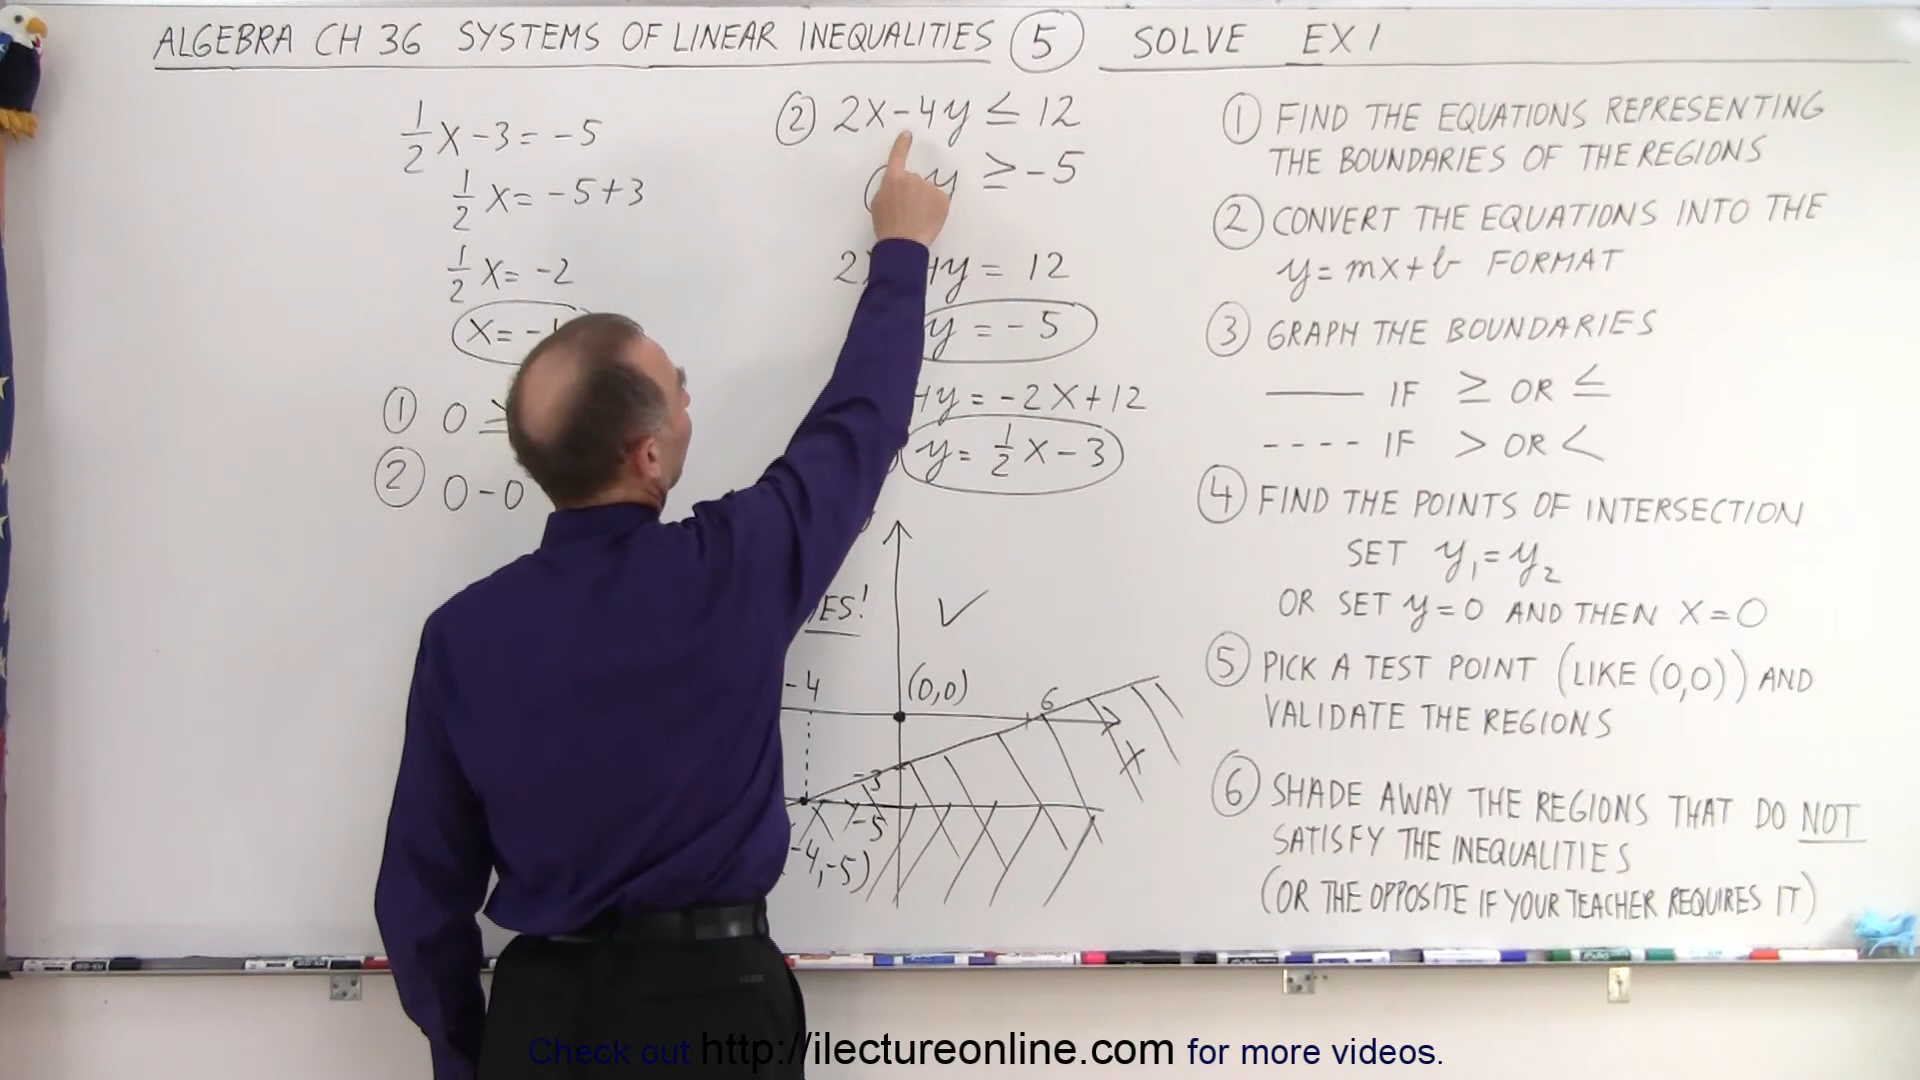 ALGEBRA CH 36 SYSTEMS OF LINEAR INEQUALITIES ⑤ SOLVE EX 1
1/2 X - 3 = -5
1/2 X = -5+3
1/2 X = -2
X = -4
① 0 ≥
② 0 - 0
② 2X - 4y ≤ 12
y ≥ -5
4y = 12
y = -5
4y = -2X + 12
y = 1/2 X - 3
✓
-4
(0,0)
6
X
-3
-5
-4,-5)
① FIND THE EQUATIONS REPRESENTING
THE BOUNDARIES OF THE REGIONS
② CONVERT THE EQUATIONS INTO THE
y = mx + b FORMAT
③ GRAPH THE BOUNDARIES
—— IF ≥ OR ≤
---- IF > OR <
④ FIND THE POINTS OF INTERSECTION
SET y₁ = y₂
OR SET y = 0 AND THEN X = 0
⑤ PICK A TEST POINT (LIKE (0,0)) AND
VALIDATE THE REGIONS
⑥ SHADE AWAY THE REGIONS THAT DO NOT
SATISFY THE INEQUALITIES
(OR THE OPPOSITE IF YOUR TEACHER REQUIRES IT)
Check out http://ilectureonline.com for more videos.